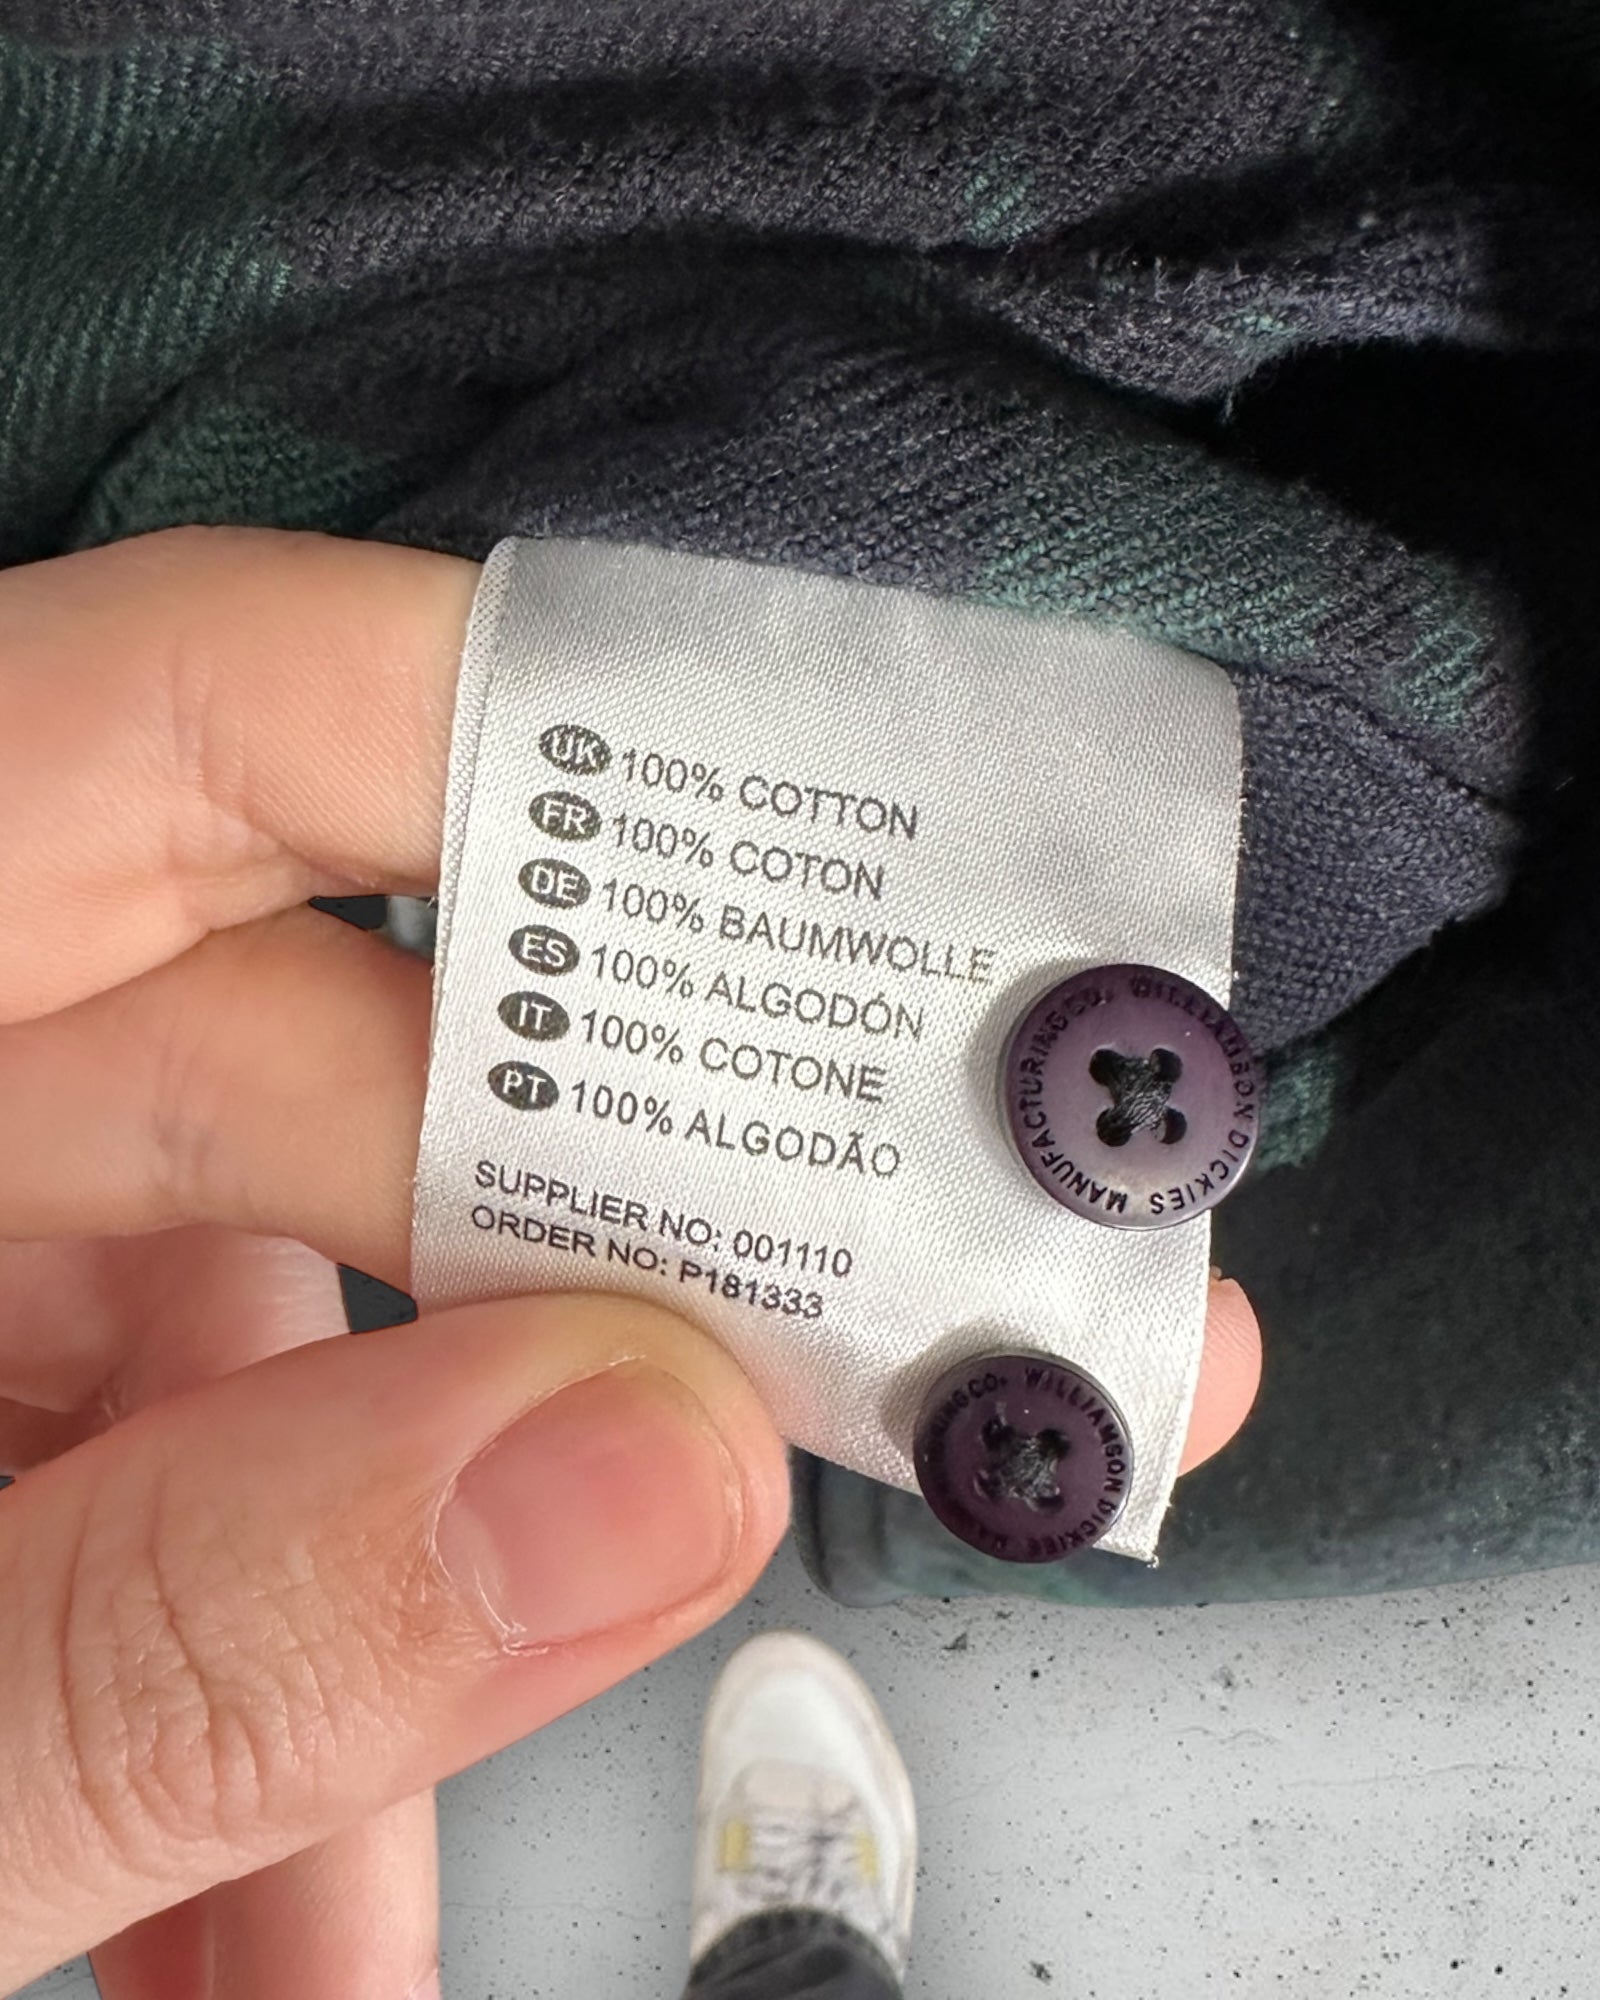 UK 100% COTTON
FR 100% COTON
DE 100% BAUMWOLLE
ES 100% ALGODÓN
IT 100% COTONE
PT 100% ALGODÃO
SUPPLIER NO: 001110
ORDER NO: P181333
WILLIAMSON DICKIES MANUFACTURING CO.
WILLIAMSON DICKIES